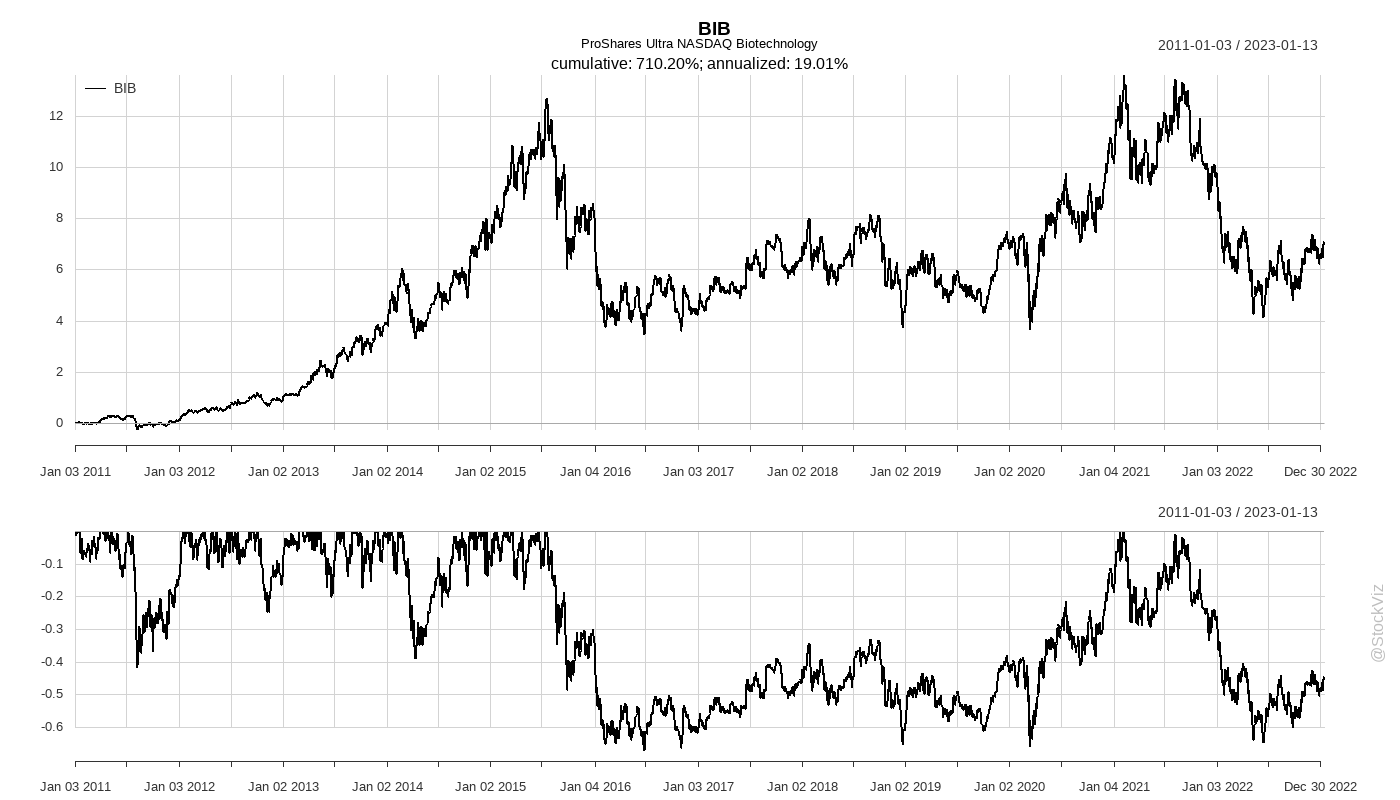 BIB
ProShares Ultra NASDAQ Biotechnology
cumulative: 710.20%; annualized: 19.01%
2011-01-03 / 2023-01-13
BIB
12
10
8
6
4
2
0
Jan 03 2011 Jan 03 2012 Jan 02 2013 Jan 02 2014 Jan 02 2015 Jan 04 2016 Jan 03 2017 Jan 02 2018 Jan 02 2019 Jan 02 2020 Jan 04 2021 Jan 03 2022 Dec 30 2022
2011-01-03 / 2023-01-13
-0.1
-0.2
-0.3
-0.4
-0.5
-0.6
Jan 03 2011 Jan 03 2012 Jan 02 2013 Jan 02 2014 Jan 02 2015 Jan 04 2016 Jan 03 2017 Jan 02 2018 Jan 02 2019 Jan 02 2020 Jan 04 2021 Jan 03 2022 Dec 30 2022
@StockViz